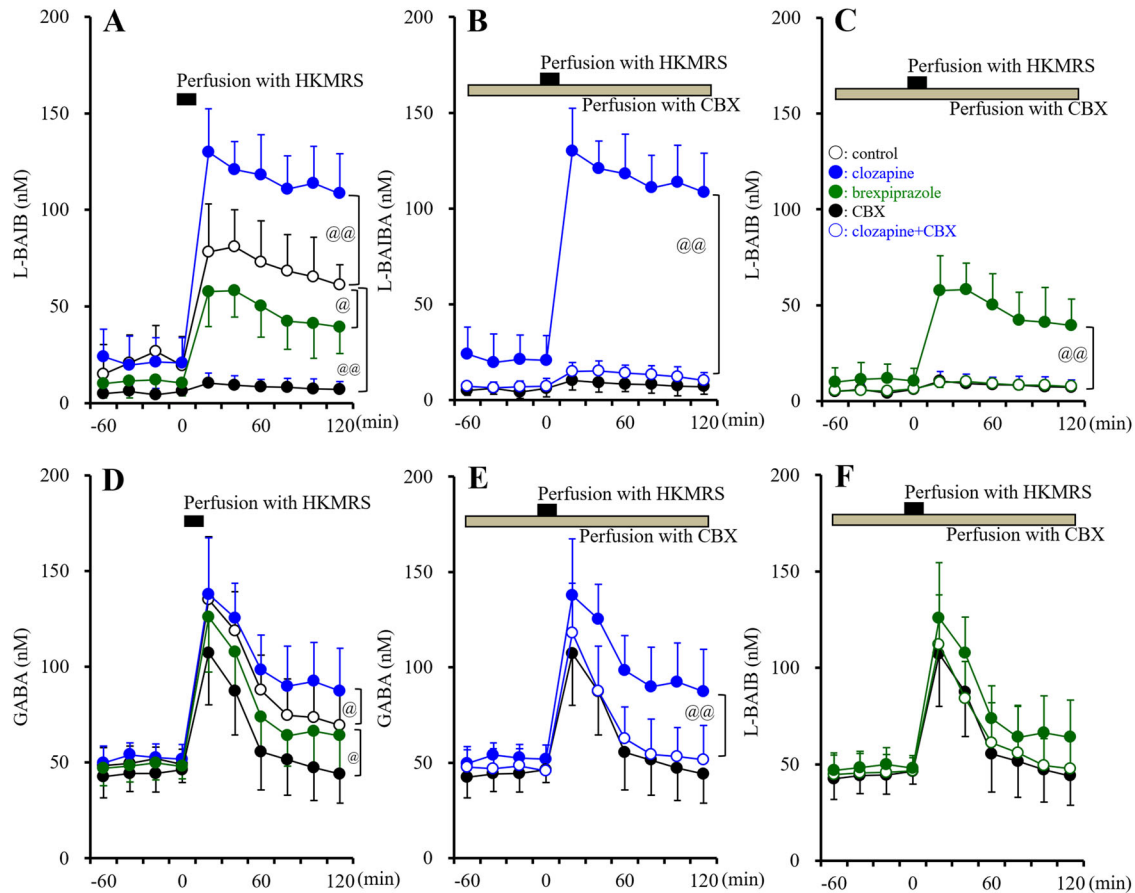 A
200
150
100
50
0
L-BAIB (nM)
Perfusion with HKMRS
@@
@
@@
-60
0
60
120
(min)
B
200
150
100
50
0
L-BAIBA (nM)
Perfusion with HKMRS
Perfusion with CBX
@@
-60
0
60
120
(min)
C
200
150
100
50
0
L-BAIB (nM)
Perfusion with HKMRS
Perfusion with CBX
: control
: clozapine
: brexpiprazole
: CBX
: clozapine+CBX
@@
-60
0
60
120
(min)
D
200
150
100
50
0
GABA (nM)
Perfusion with HKMRS
@
@
-60
0
60
120
(min)
E
200
150
100
50
0
GABA (nM)
Perfusion with HKMRS
Perfusion with CBX
@@
-60
0
60
120
(min)
F
200
150
100
50
0
L-BAIB (nM)
Perfusion with HKMRS
Perfusion with CBX
-60
0
60
120
(min)